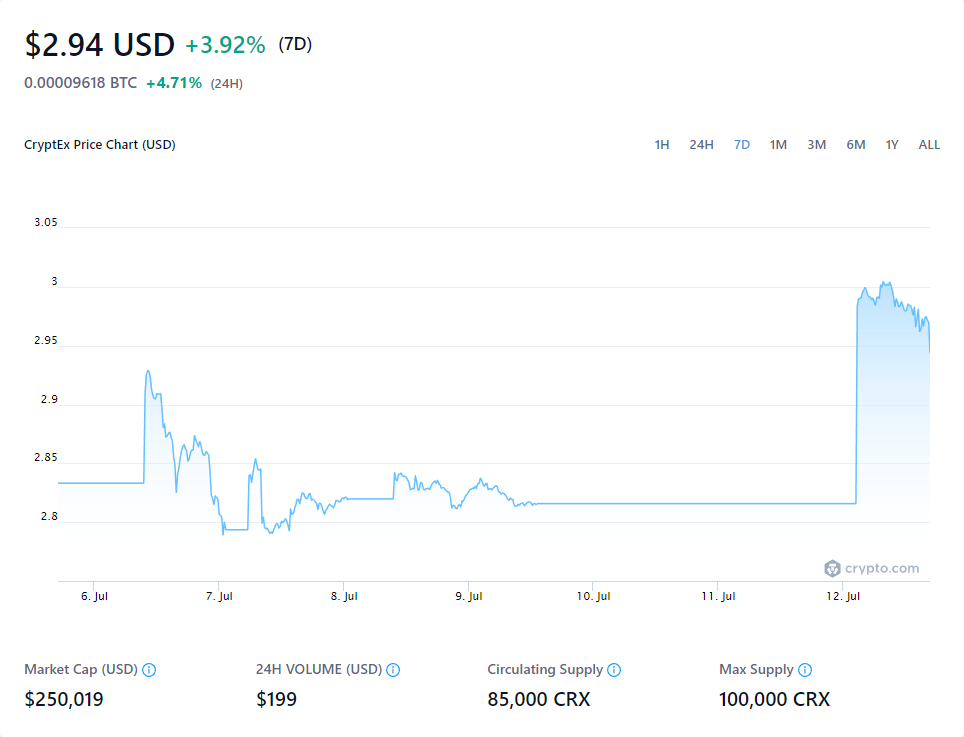 $2.94 USD +3.92% (7D)
0.00009618 BTC +4.71% (24H)
CryptEx Price Chart (USD) 1H 24H 7D 1M 3M 6M 1Y ALL
3.05
3
2.95
2.9
2.85
2.8
crypto.com
6. Jul 7. Jul 8. Jul 9. Jul 10. Jul 11. Jul 12. Jul
Market Cap (USD) 24H VOLUME (USD) Circulating Supply Max Supply
$250,019 $199 85,000 CRX 100,000 CRX